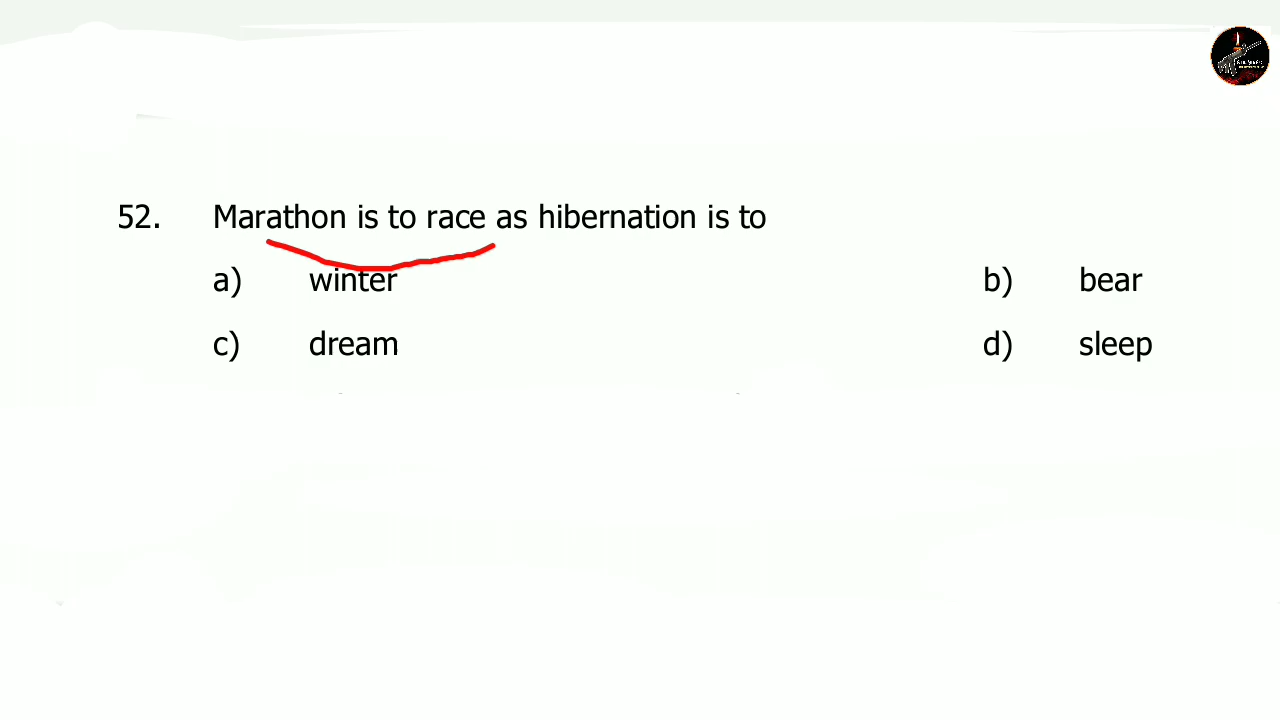 52. Marathon is to race as hibernation is to
a) winter b) bear
c) dream d) sleep